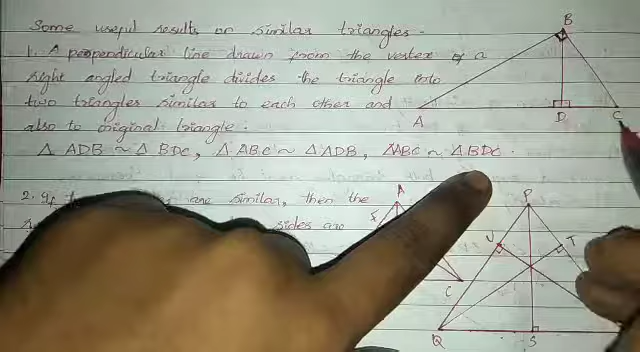 Some useful results on similar triangles.
1. A perpendicular line drawn from the vertex of a
right angled triangle divides the triangle into
two triangles similar to each other and
also to original triangle.
Δ ADB ~ Δ BDC, Δ ABC ~ Δ ADB, ΔABC ~ Δ BDC.
B
A D C
2. If are similar, then the
sides are
A
C
P
U T
Q S